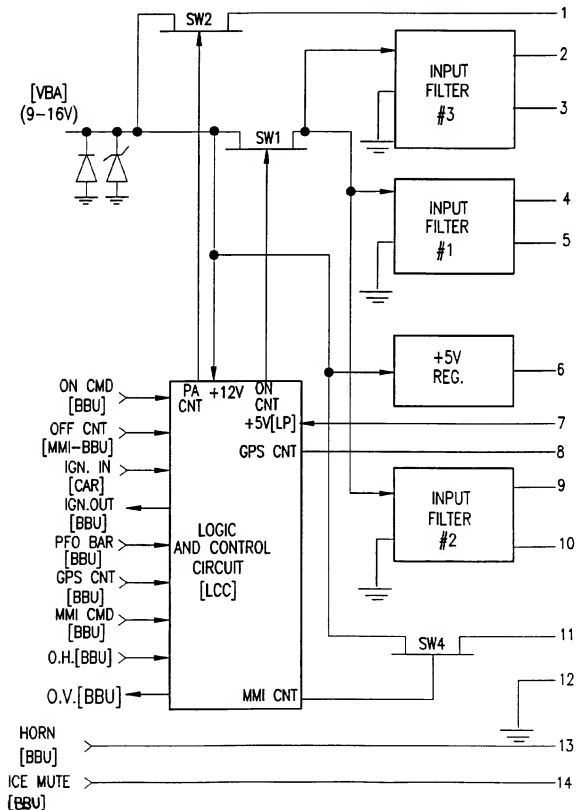 SW2
1
[VBA]
(9-16V)
INPUT
FILTER
#3
2
3
SW1
INPUT
FILTER
#1
4
5
+5V
REG.
6
PA
CNT
+12V
ON
CNT
+5V[LP]
7
GPS CNT
8
ON CMD
[BBU]
OFF CNT
[MMI-BBU]
IGN. IN
[CAR]
IGN.OUT
[BBU]
PFO BAR
[BBU]
GPS CNT
[BBU]
MMI CMD
[BBU]
O.H.[BBU]
O.V.[BBU]
LOGIC
AND CONTROL
CIRCUIT
[LCC]
INPUT
FILTER
#2
9
10
SW4
11
MMI CNT
12
HORN
[BBU]
13
ICE MUTE
[BBU]
14